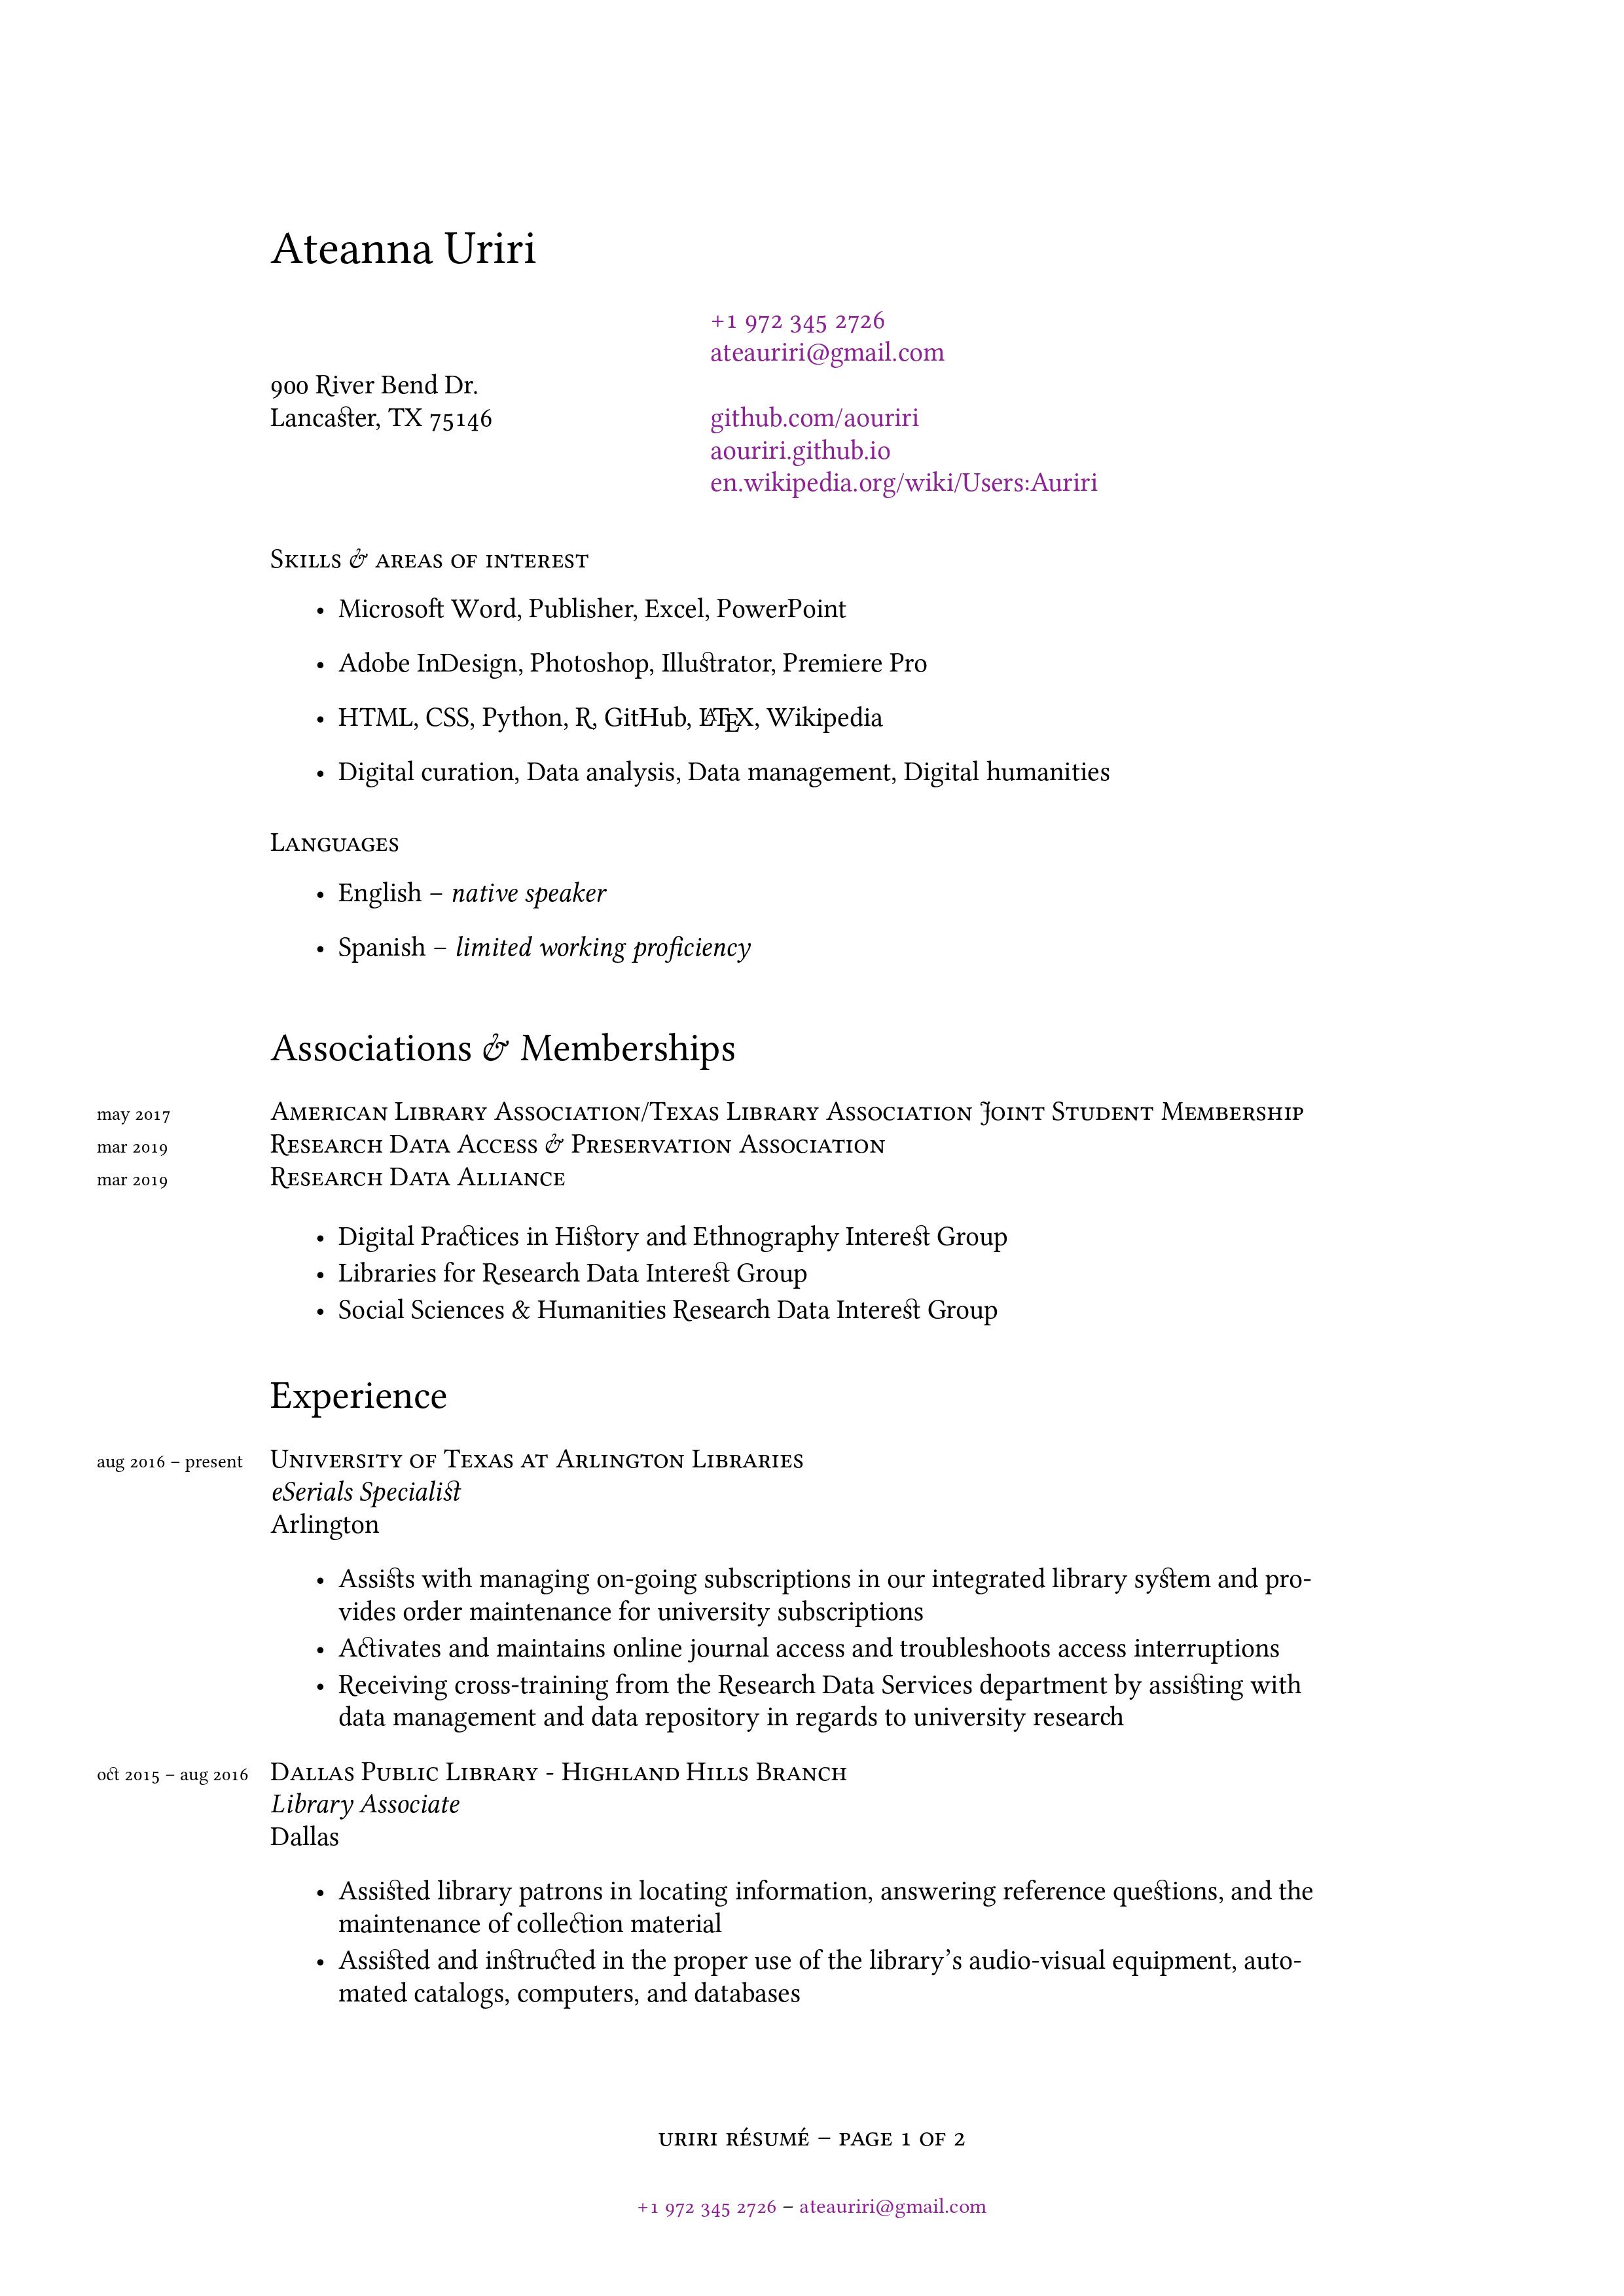 Ateanna Uriri
+1 972 345 2726
ateauriri@gmail.com
900 River Bend Dr.
Lancaster, TX 75146
github.com/aouriri
aouriri.github.io
en.wikipedia.org/wiki/Users:Auriri
Skills & areas of interest
• Microsoft Word, Publisher, Excel, PowerPoint
• Adobe InDesign, Photoshop, Illustrator, Premiere Pro
• HTML, CSS, Python, R, GitHub, LATEX, Wikipedia
• Digital curation, Data analysis, Data management, Digital humanities
Languages
• English – native speaker
• Spanish – limited working proficiency
Associations & Memberships
may 2017 American Library Association/Texas Library Association Joint Student Membership
mar 2019 Research Data Access & Preservation Association
mar 2019 Research Data Alliance
• Digital Practices in History and Ethnography Interest Group
• Libraries for Research Data Interest Group
• Social Sciences & Humanities Research Data Interest Group
Experience
aug 2016 – present University of Texas at Arlington Libraries
eSerials Specialist
Arlington
• Assists with managing on-going subscriptions in our integrated library system and pro-
vides order maintenance for university subscriptions
• Activates and maintains online journal access and troubleshoots access interruptions
• Receiving cross-training from the Research Data Services department by assisting with
data management and data repository in regards to university research
oct 2015 – aug 2016 Dallas Public Library - Highland Hills Branch
Library Associate
Dallas
• Assisted library patrons in locating information, answering reference questions, and the
maintenance of collection material
• Assisted and instructed in the proper use of the library’s audio-visual equipment, auto-
mated catalogs, computers, and databases
uriri résumé – page 1 of 2
+1 972 345 2726 – ateauriri@gmail.com